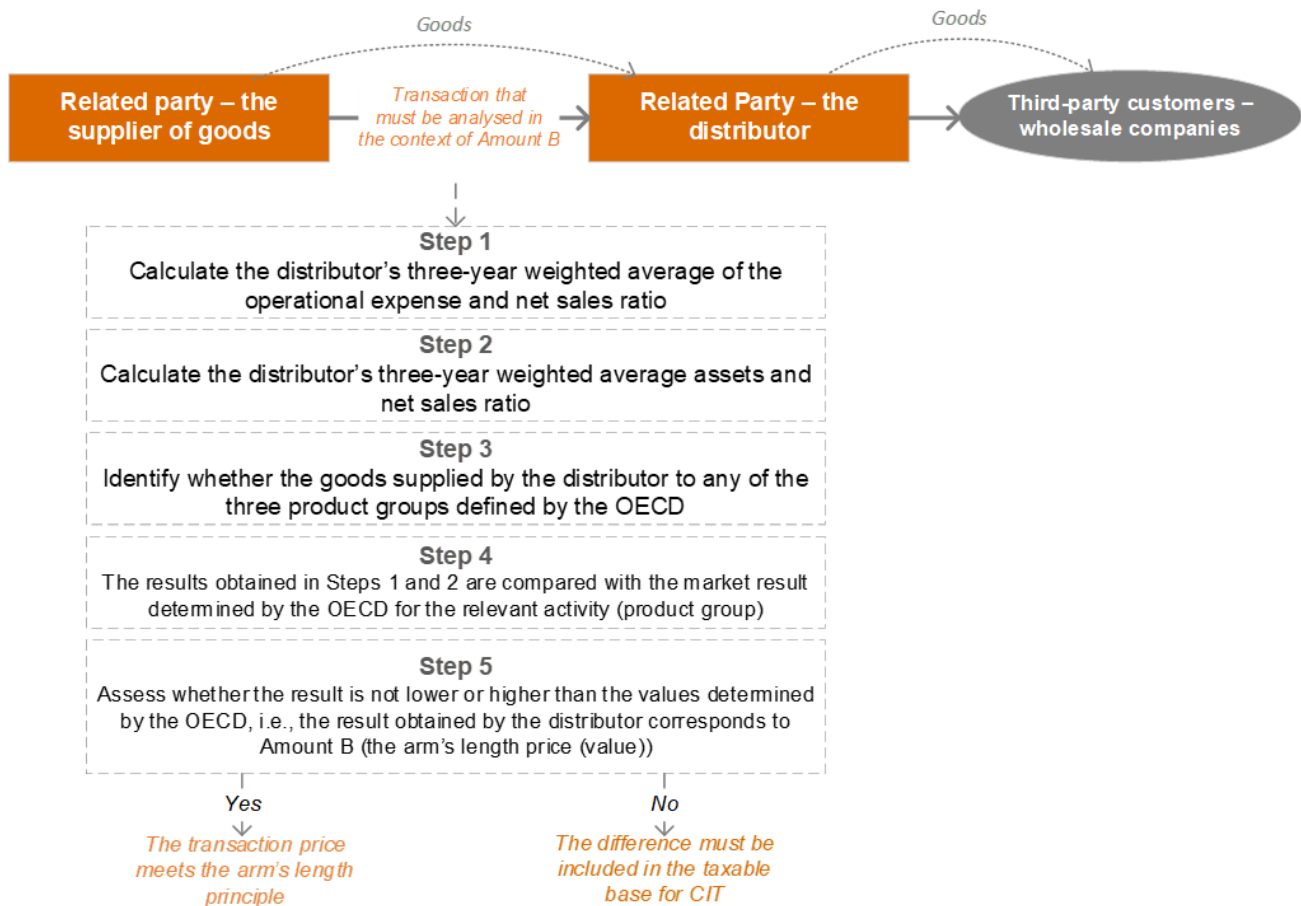 Goods
Goods
Related party – the
supplier of goods
Transaction that
must be analysed in
the context of Amount B
Related Party – the
distributor
Third-party customers –
wholesale companies
Step 1
Calculate the distributor's three-year weighted average of the
operational expense and net sales ratio
Step 2
Calculate the distributor's three-year weighted average assets and
net sales ratio
Step 3
Identify whether the goods supplied by the distributor to any of the
three product groups defined by the OECD
Step 4
The results obtained in Steps 1 and 2 are compared with the market result
determined by the OECD for the relevant activity (product group)
Step 5
Assess whether the result is not lower or higher than the values determined
by the OECD, i.e., the result obtained by the distributor corresponds to
Amount B (the arm's length price (value))
Yes
No
The transaction price
meets the arm's length
principle
The difference must be
included in the taxable
base for CIT